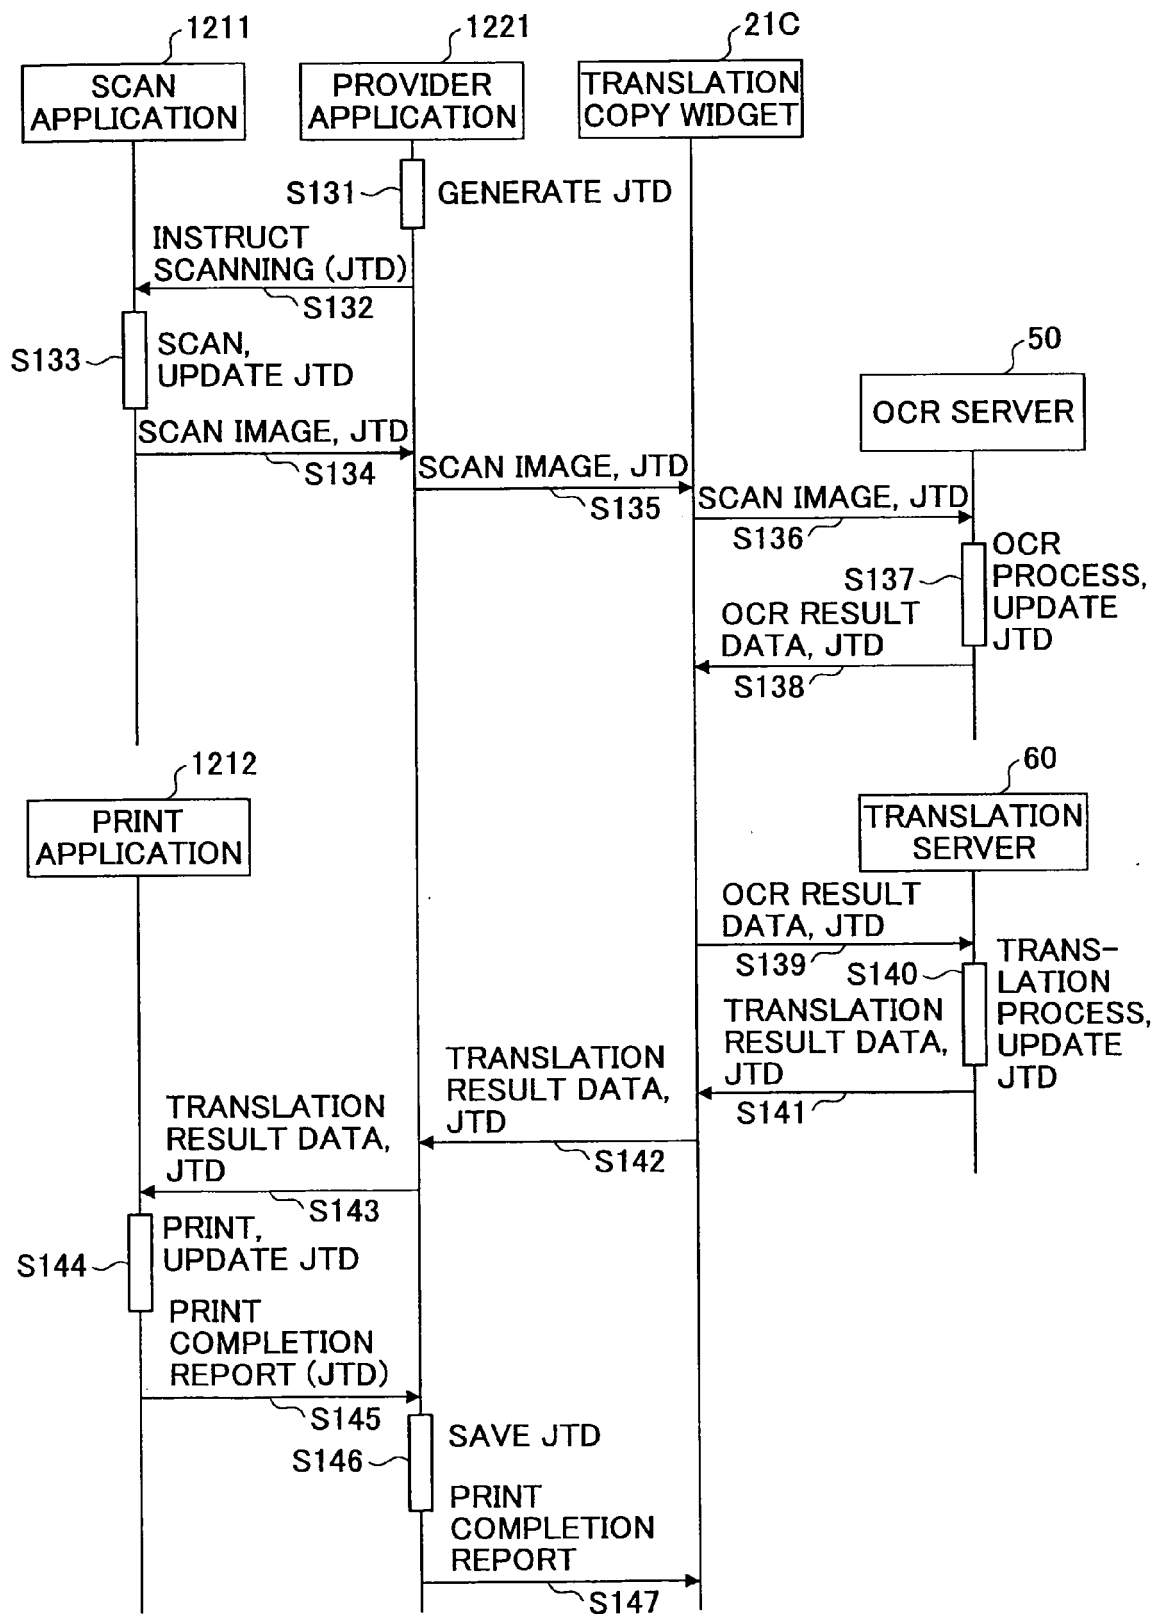 1211
1221
21C
SCAN
APPLICATION
PROVIDER
APPLICATION
TRANSLATION
COPY WIDGET
S131
GENERATE JTD
INSTRUCT
SCANNING (JTD)
S132
S133
SCAN,
UPDATE JTD
50
OCR SERVER
SCAN IMAGE, JTD
S134
SCAN IMAGE, JTD
S135
SCAN IMAGE, JTD
S136
S137
OCR
PROCESS,
UPDATE
JTD
OCR RESULT
DATA, JTD
S138
1212
PRINT
APPLICATION
60
TRANSLATION
SERVER
OCR RESULT
DATA, JTD
S139
S140
TRANS-
LATION
PROCESS,
UPDATE
JTD
TRANSLATION
RESULT DATA,
JTD
S141
TRANSLATION
RESULT DATA,
JTD
S142
TRANSLATION
RESULT DATA,
JTD
S143
S144
PRINT,
UPDATE JTD
PRINT
COMPLETION
REPORT (JTD)
S145
S146
SAVE JTD
PRINT
COMPLETION
REPORT
S147